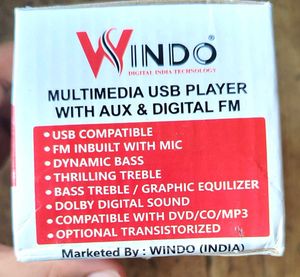 WINDO®
DIGITAL INDIA TECHNOLOGY
MULTIMEDIA USB PLAYER
WITH AUX & DIGITAL FM
• USB COMPATIBLE
• FM INBUILT WITH MIC
• DYNAMIC BASS
• THRILLING TREBLE
• BASS TREBLE / GRAPHIC EQUILIZER
• DOLBY DIGITAL SOUND
• COMPATIBLE WITH DVD/CO/MP3
• OPTIONAL TRANSISTORIZED
Marketed By : WINDO (INDIA)